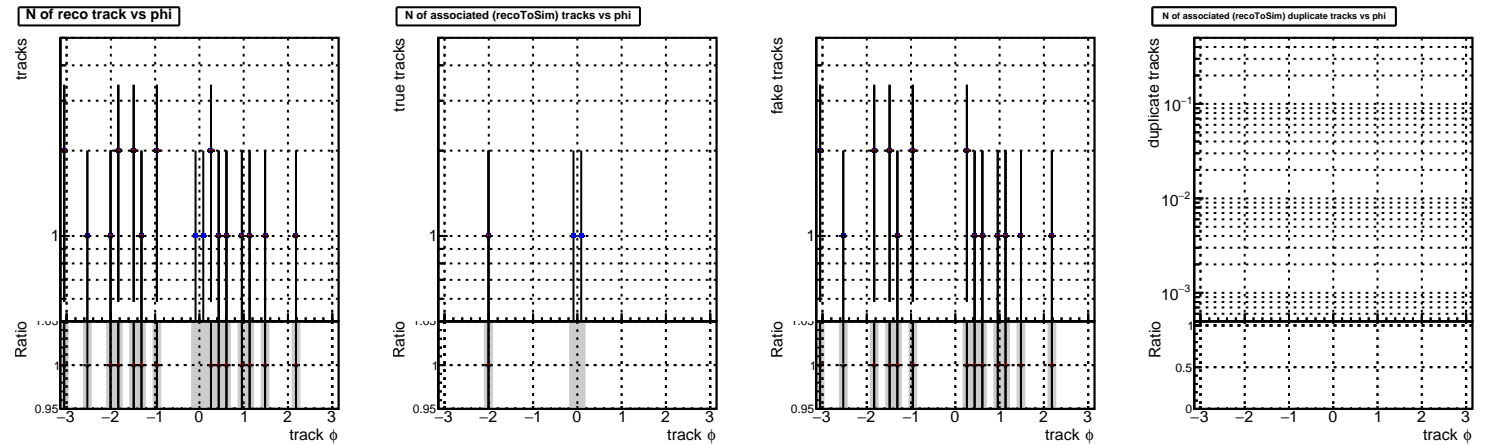 N of reco track vs phi
tracks
1
Ratio
1.05
1
0.95
−3 −2 −1 0 1 2 3
track ϕ
N of associated (recoToSim) tracks vs phi
true tracks
1
Ratio
1.05
1
0.95
−3 −2 −1 0 1 2 3
track ϕ
fake tracks
1
Ratio
1.05
1
0.95
−3 −2 −1 0 1 2 3
track ϕ
N of associated (recoToSim) duplicate tracks vs phi
duplicate tracks
10⁻¹
10⁻²
10⁻³
Ratio
1
0.5
0
−3 −2 −1 0 1 2 3
track ϕ